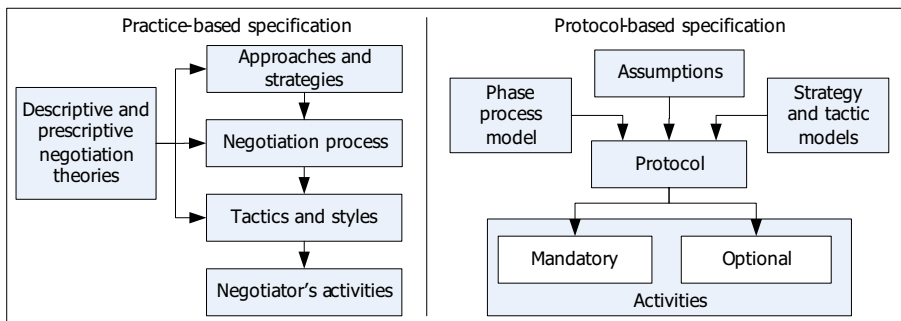 Practice-based specification
Approaches and
strategies
Descriptive and
prescriptive
negotiation
theories
Negotiation process
Tactics and styles
Negotiator's activities
Protocol-based specification
Assumptions
Phase
process
model
Strategy
and tactic
models
Protocol
Mandatory
Optional
Activities